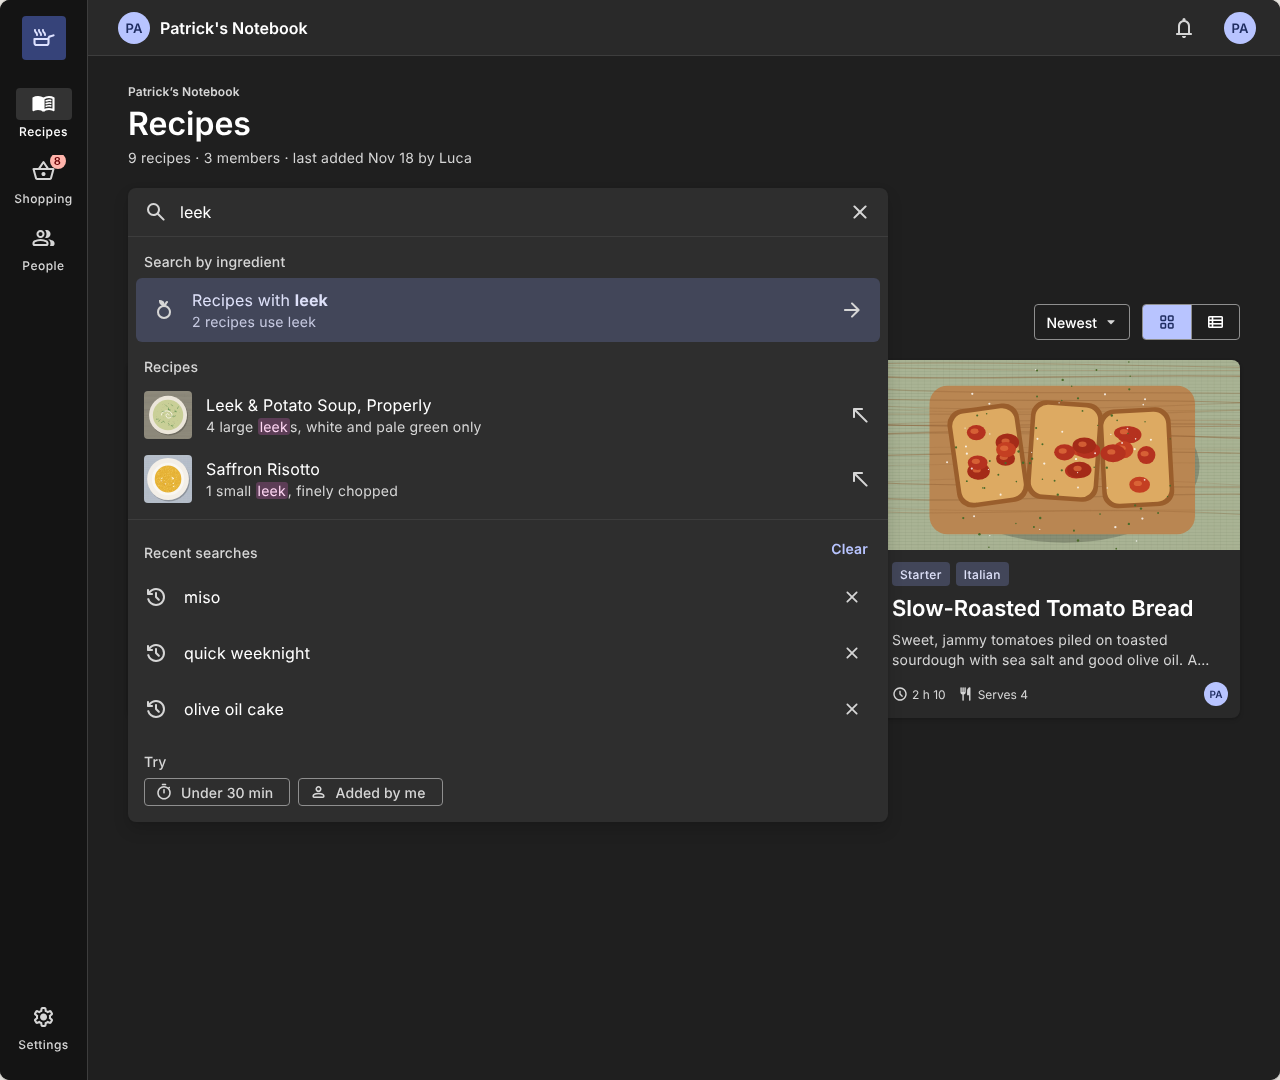 PA Patrick's Notebook
PA
Recipes
8
Shopping
People
Settings
Patrick’s Notebook
Recipes
9 recipes · 3 members · last added Nov 18 by Luca
leek
Search by ingredient
Recipes with leek
2 recipes use leek
Recipes
Leek & Potato Soup, Properly
4 large leeks, white and pale green only
Saffron Risotto
1 small leek, finely chopped
Recent searches
Clear
miso
quick weeknight
olive oil cake
Try
Under 30 min
Added by me
Newest
Starter
Italian
Slow-Roasted Tomato Bread
Sweet, jammy tomatoes piled on toasted
sourdough with sea salt and good olive oil. A...
2 h 10
Serves 4
PA